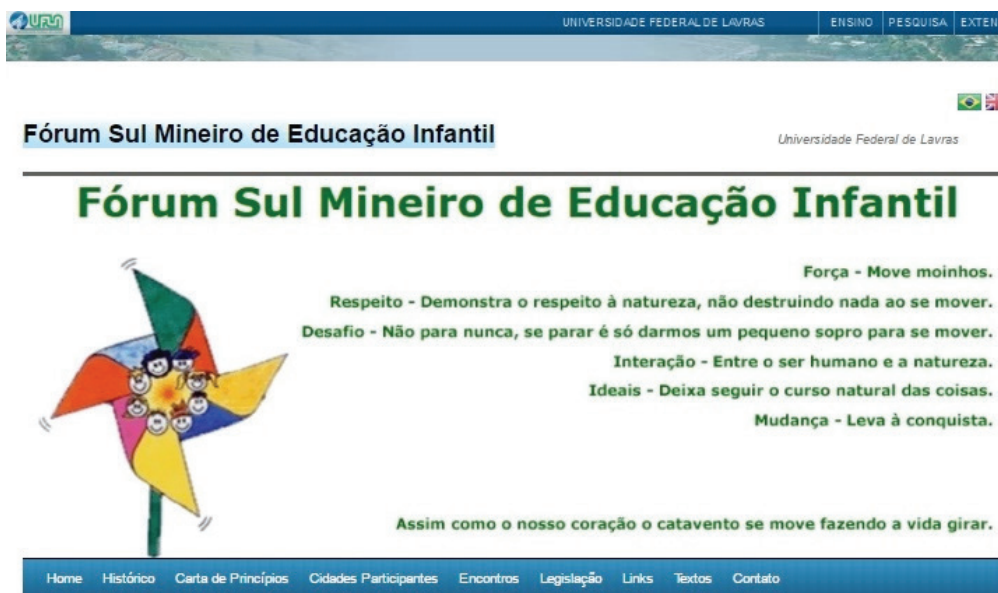 UFLA
UNIVERSIDADE FEDERAL DE LAVRAS ENSINO PESQUISA EXTEN
Fórum Sul Mineiro de Educação Infantil
Universidade Federal de Lavras
Fórum Sul Mineiro de Educação Infantil
Força - Move moinhos.
Respeito - Demonstra o respeito à natureza, não destruindo nada ao se mover.
Desafio - Não para nunca, se parar é só darmos um pequeno sopro para se mover.
Interação - Entre o ser humano e a natureza.
Ideais - Deixa seguir o curso natural das coisas.
Mudança - Leva à conquista.
Assim como o nosso coração o catavento se move fazendo a vida girar.
Home Histórico Carta de Princípios Cidades Participantes Encontros Legislação Links Textos Contato